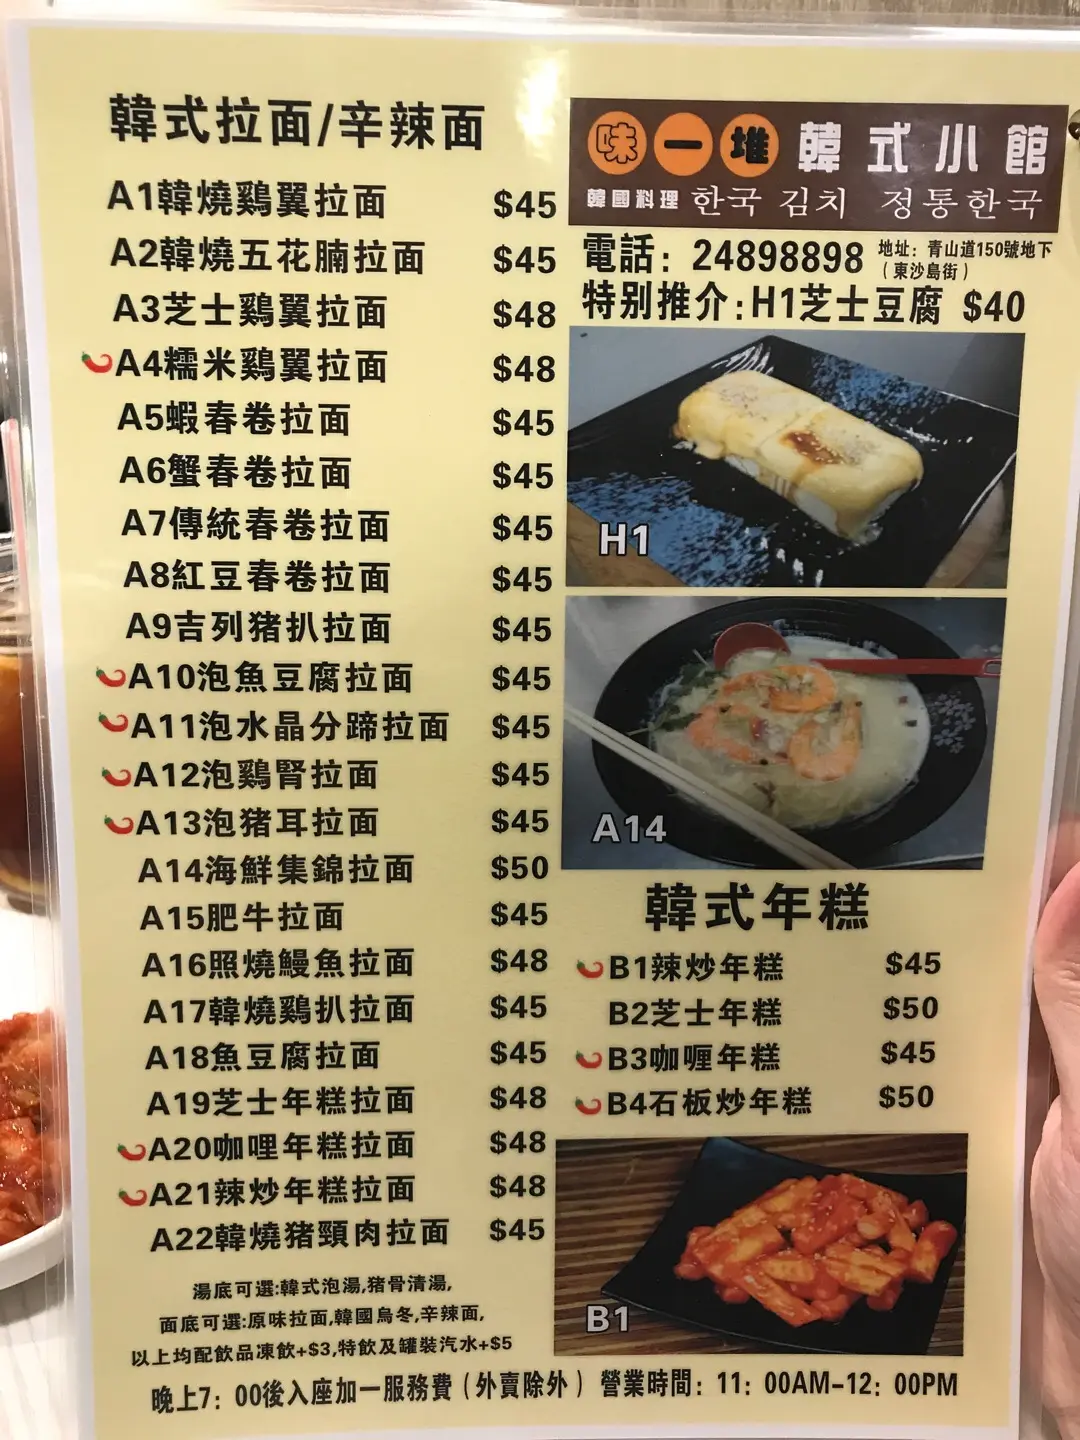 韓式拉面/辛辣面
A1韓燒鷄翼拉面 $45
A2韓燒五花腩拉面 $45
A3芝士鷄翼拉面 $48
A4糯米鷄翼拉面 $48
A5蝦春卷拉面 $45
A6蟹春卷拉面 $45
A7傳統春卷拉面 $45
A8紅豆春卷拉面 $45
A9吉列猪扒拉面 $45
A10泡魚豆腐拉面 $45
A11泡水晶分蹄拉面 $45
A12泡鷄腎拉面 $45
A13泡猪耳拉面 $45
A14海鮮集錦拉面 $50
A15肥牛拉面 $45
A16照燒鰻魚拉面 $48
A17韓燒鷄扒拉面 $45
A18魚豆腐拉面 $45
A19芝士年糕拉面 $48
A20咖哩年糕拉面 $48
A21辣炒年糕拉面 $48
A22韓燒猪頸肉拉面 $45
湯底可選:韓式泡湯,猪骨清湯,
面底可選:原味拉面,韓國烏冬,辛辣面,
以上均配飲品凍飲+$3,特飲及罐裝汽水+$5
味一堆 韓式小館
韓國料理 한국 김치 정통한국
電話：24898898
地址：青山道150號地下
（東沙島街）
特别推介:H1芝士豆腐 $40
H1
A14
韓式年糕
B1辣炒年糕 $45
B2芝士年糕 $50
B3咖喱年糕 $45
B4石板炒年糕 $50
B1
晚上7：00後入座加一服務費（外賣除外）營業時間：11：00AM-12：00PM